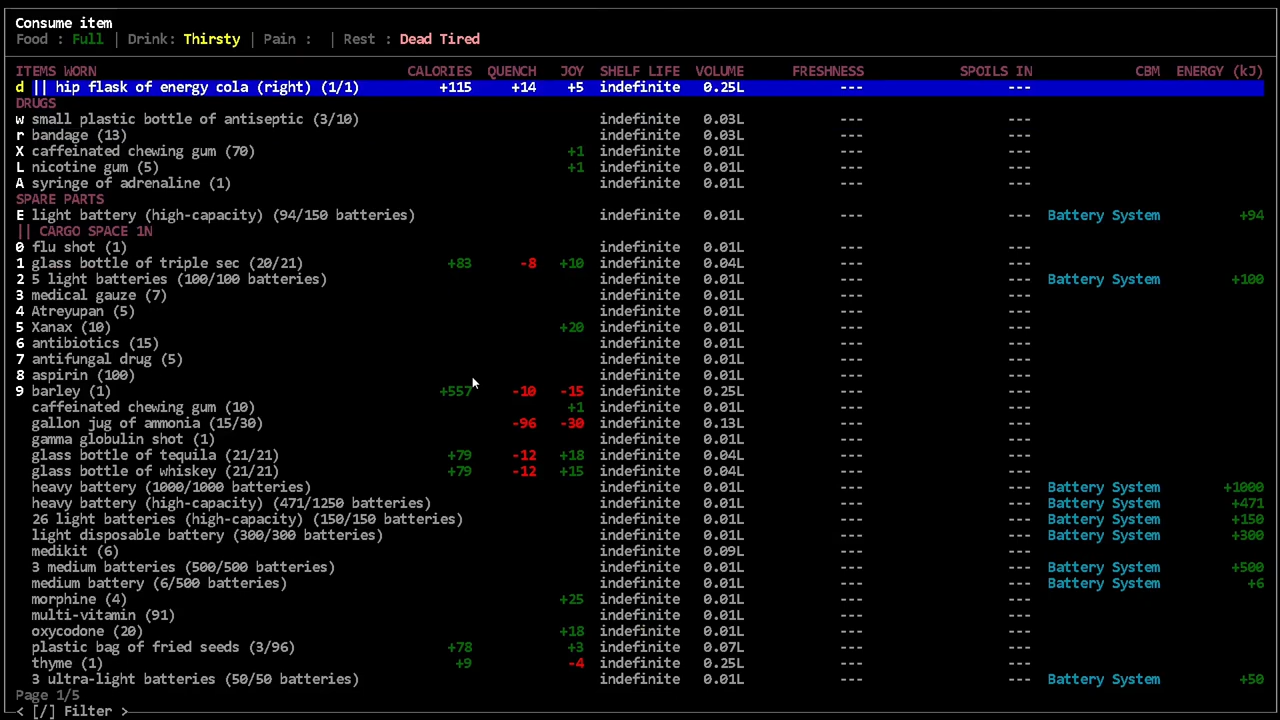 Consume item
Food : Full | Drink: Thirsty | Pain : | Rest : Dead Tired
ITEMS WORN CALORIES QUENCH JOY SHELF LIFE VOLUME FRESHNESS SPOILS IN CBM ENERGY (kJ)
d || hip flask of energy cola (right) (1/1) +115 +14 +5 indefinite 0.25L --- ---
DRUGS
w small plastic bottle of antiseptic (3/10) indefinite 0.03L --- ---
r bandage (13) indefinite 0.03L --- ---
X caffeinated chewing gum (70) +1 indefinite 0.01L --- ---
L nicotine gum (5) +1 indefinite 0.01L --- ---
A syringe of adrenaline (1) indefinite 0.01L --- ---
SPARE PARTS
E light battery (high-capacity) (94/150 batteries) indefinite 0.01L --- --- Battery System +94
|| CARGO SPACE 1N
0 flu shot (1) indefinite 0.01L --- ---
1 glass bottle of triple sec (20/21) +83 -8 +10 indefinite 0.04L --- ---
2 5 light batteries (100/100 batteries) indefinite 0.01L --- --- Battery System +100
3 medical gauze (7) indefinite 0.01L --- ---
4 Atreyupan (5) indefinite 0.01L --- ---
5 Xanax (10) +20 indefinite 0.01L --- ---
6 antibiotics (15) indefinite 0.01L --- ---
7 antifungal drug (5) indefinite 0.01L --- ---
8 aspirin (100) indefinite 0.01L --- ---
9 barley (1) +557 -10 -15 indefinite 0.25L --- ---
caffeinated chewing gum (10) +1 indefinite 0.01L --- ---
gallon jug of ammonia (15/30) -96 -30 indefinite 0.13L --- ---
gamma globulin shot (1) indefinite 0.01L --- ---
glass bottle of tequila (21/21) +79 -12 +18 indefinite 0.04L --- ---
glass bottle of whiskey (21/21) +79 -12 +15 indefinite 0.04L --- ---
heavy battery (1000/1000 batteries) indefinite 0.01L --- --- Battery System +1000
heavy battery (high-capacity) (471/1250 batteries) indefinite 0.01L --- --- Battery System +471
26 light batteries (high-capacity) (150/150 batteries) indefinite 0.01L --- --- Battery System +150
light disposable battery (300/300 batteries) indefinite 0.01L --- --- Battery System +300
medikit (6) indefinite 0.09L --- ---
3 medium batteries (500/500 batteries) indefinite 0.01L --- --- Battery System +500
medium battery (6/500 batteries) indefinite 0.01L --- --- Battery System +6
morphine (4) +25 indefinite 0.01L --- ---
multi-vitamin (91) indefinite 0.01L --- ---
oxycodone (20) +18 indefinite 0.01L --- ---
plastic bag of fried seeds (3/96) +78 +3 indefinite 0.07L --- ---
thyme (1) +9 -4 indefinite 0.25L --- ---
3 ultra-light batteries (50/50 batteries) indefinite 0.01L --- --- Battery System +50
Page 1/5
< [/] Filter >